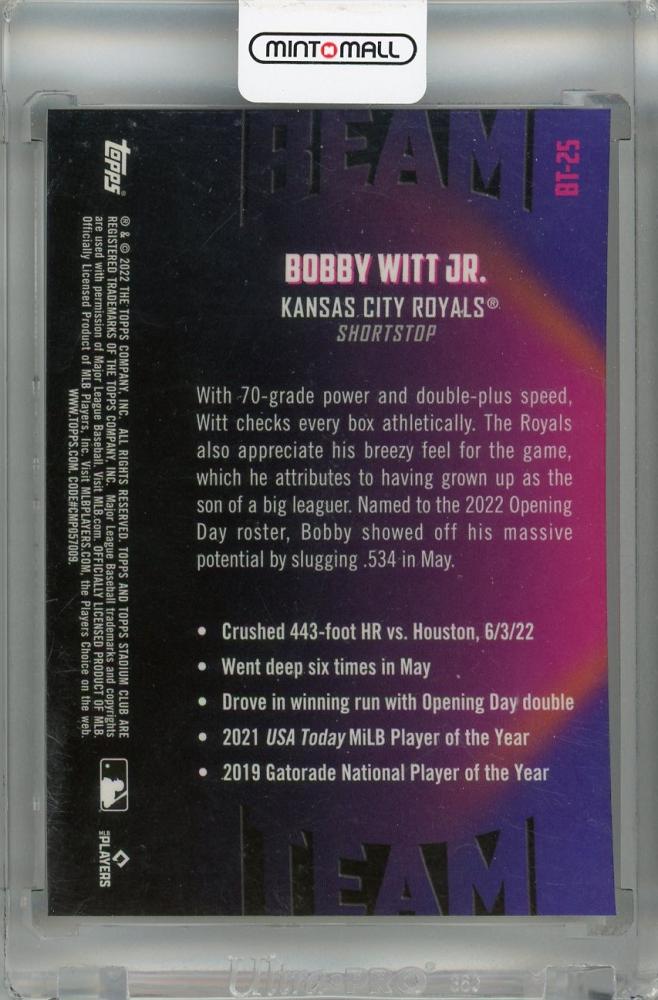 MINTOMALL
BEAM
BT-25
topps®
BOBBY WITT JR.
KANSAS CITY ROYALS®
SHORTSTOP
With 70-grade power and double-plus speed,
Witt checks every box athletically. The Royals
also appreciate his breezy feel for the game,
which he attributes to having grown up as the
son of a big leaguer. Named to the 2022 Opening
Day roster, Bobby showed off his massive
potential by slugging .534 in May.
• Crushed 443-foot HR vs. Houston, 6/3/22
• Went deep six times in May
• Drove in winning run with Opening Day double
• 2021 USA Today MiLB Player of the Year
• 2019 Gatorade National Player of the Year
TEAM
® & © 2022 THE TOPPS COMPANY, INC. ALL RIGHTS RESERVED. TOPPS AND TOPPS STADIUM CLUB ARE
REGISTERED TRADEMARKS OF THE TOPPS COMPANY, INC. Major League Baseball trademarks and copyrights
are used with permission of Major League Baseball. Visit MLB.com. OFFICIALLY LICENSED PRODUCT OF MLB
Officially Licensed Product of MLB Players, Inc. Visit MLBPLAYERS.COM, the Players Choice on the web.
WWW.TOPPS.COM. CODE#CMP057009.
MLB PLAYERS
Ultra PRO®